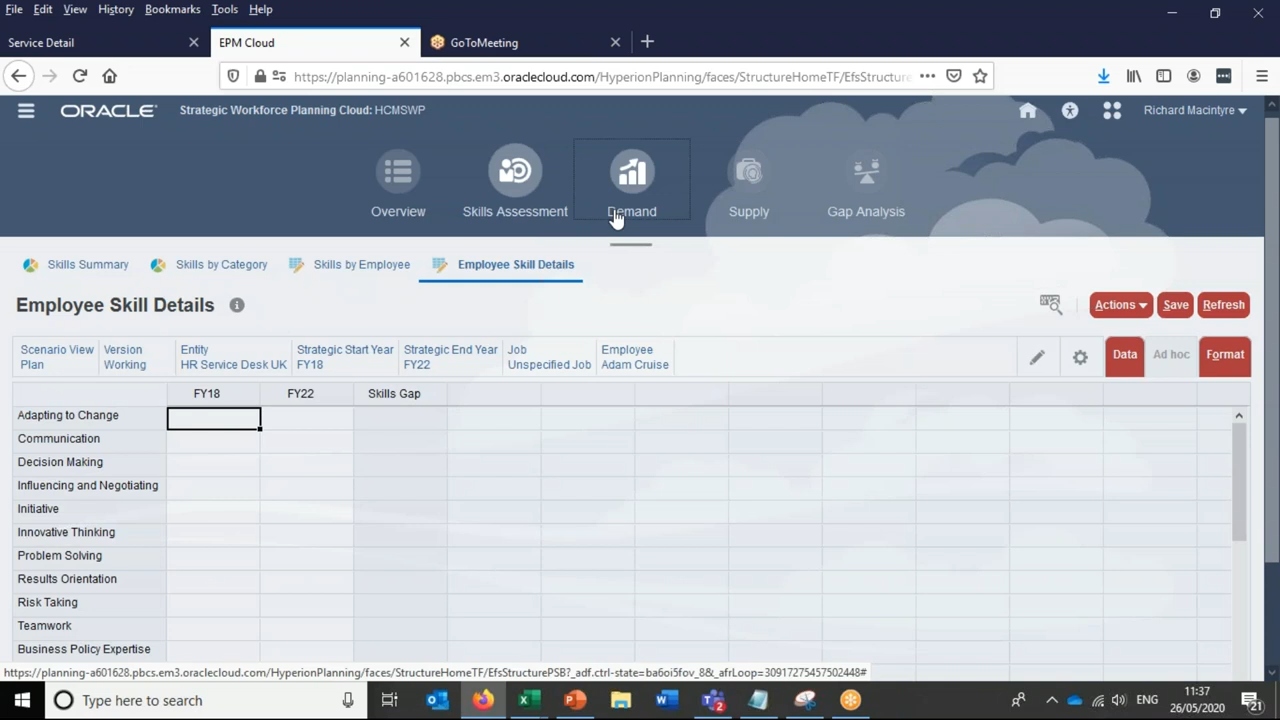 File Edit View History Bookmarks Tools Help
Service Detail EPM Cloud GoToMeeting
https://planning-a601628.pbcs.em3.oraclecloud.com/HyperionPlanning/faces/StructureHomeTF/EfsStructure
ORACLE Strategic Workforce Planning Cloud: HCMSWP Richard Macintyre
Overview Skills Assessment Demand Supply Gap Analysis
Skills Summary Skills by Category Skills by Employee Employee Skill Details
Employee Skill Details Actions Save Refresh
Scenario View Version Entity Strategic Start Year Strategic End Year Job Employee
Plan Working HR Service Desk UK FY18 FY22 Unspecified Job Adam Cruise
Data Ad hoc Format
FY18 FY22 Skills Gap
Adapting to Change
Communication
Decision Making
Influencing and Negotiating
Initiative
Innovative Thinking
Problem Solving
Results Orientation
Risk Taking
Teamwork
Business Policy Expertise
https://planning-a601628.pbcs.em3.oraclecloud.com/HyperionPlanning/faces/StructureHomeTF/EfsStructurePSB?_adf.ctrl-state=ba6oi5fov_8&_afrLoop=30917275457502448#
Type here to search ENG 11:37
26/05/2020 21